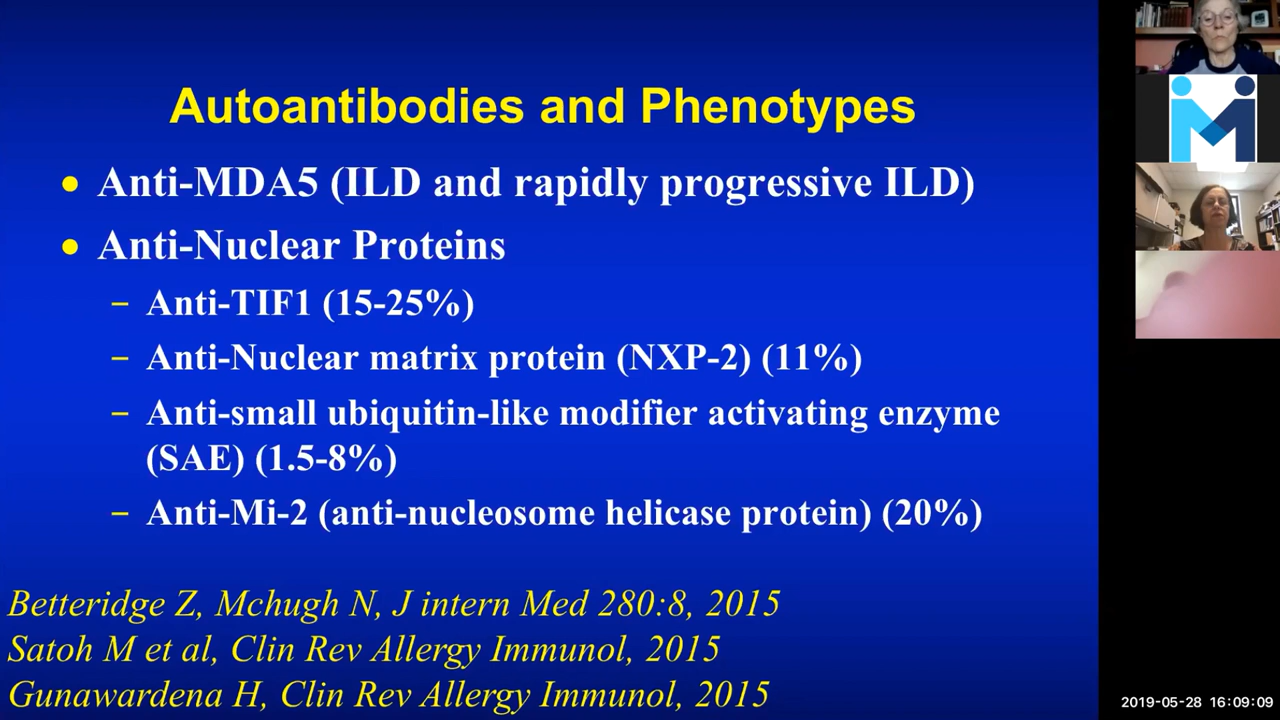 Autoantibodies and Phenotypes
• Anti-MDA5 (ILD and rapidly progressive ILD)
• Anti-Nuclear Proteins
– Anti-TIF1 (15-25%)
– Anti-Nuclear matrix protein (NXP-2) (11%)
– Anti-small ubiquitin-like modifier activating enzyme
(SAE) (1.5-8%)
– Anti-Mi-2 (anti-nucleosome helicase protein) (20%)
Betteridge Z, Mchugh N, J intern Med 280:8, 2015
Satoh M et al, Clin Rev Allergy Immunol, 2015
Gunawardena H, Clin Rev Allergy Immunol, 2015
2019-05-28 16:09:09